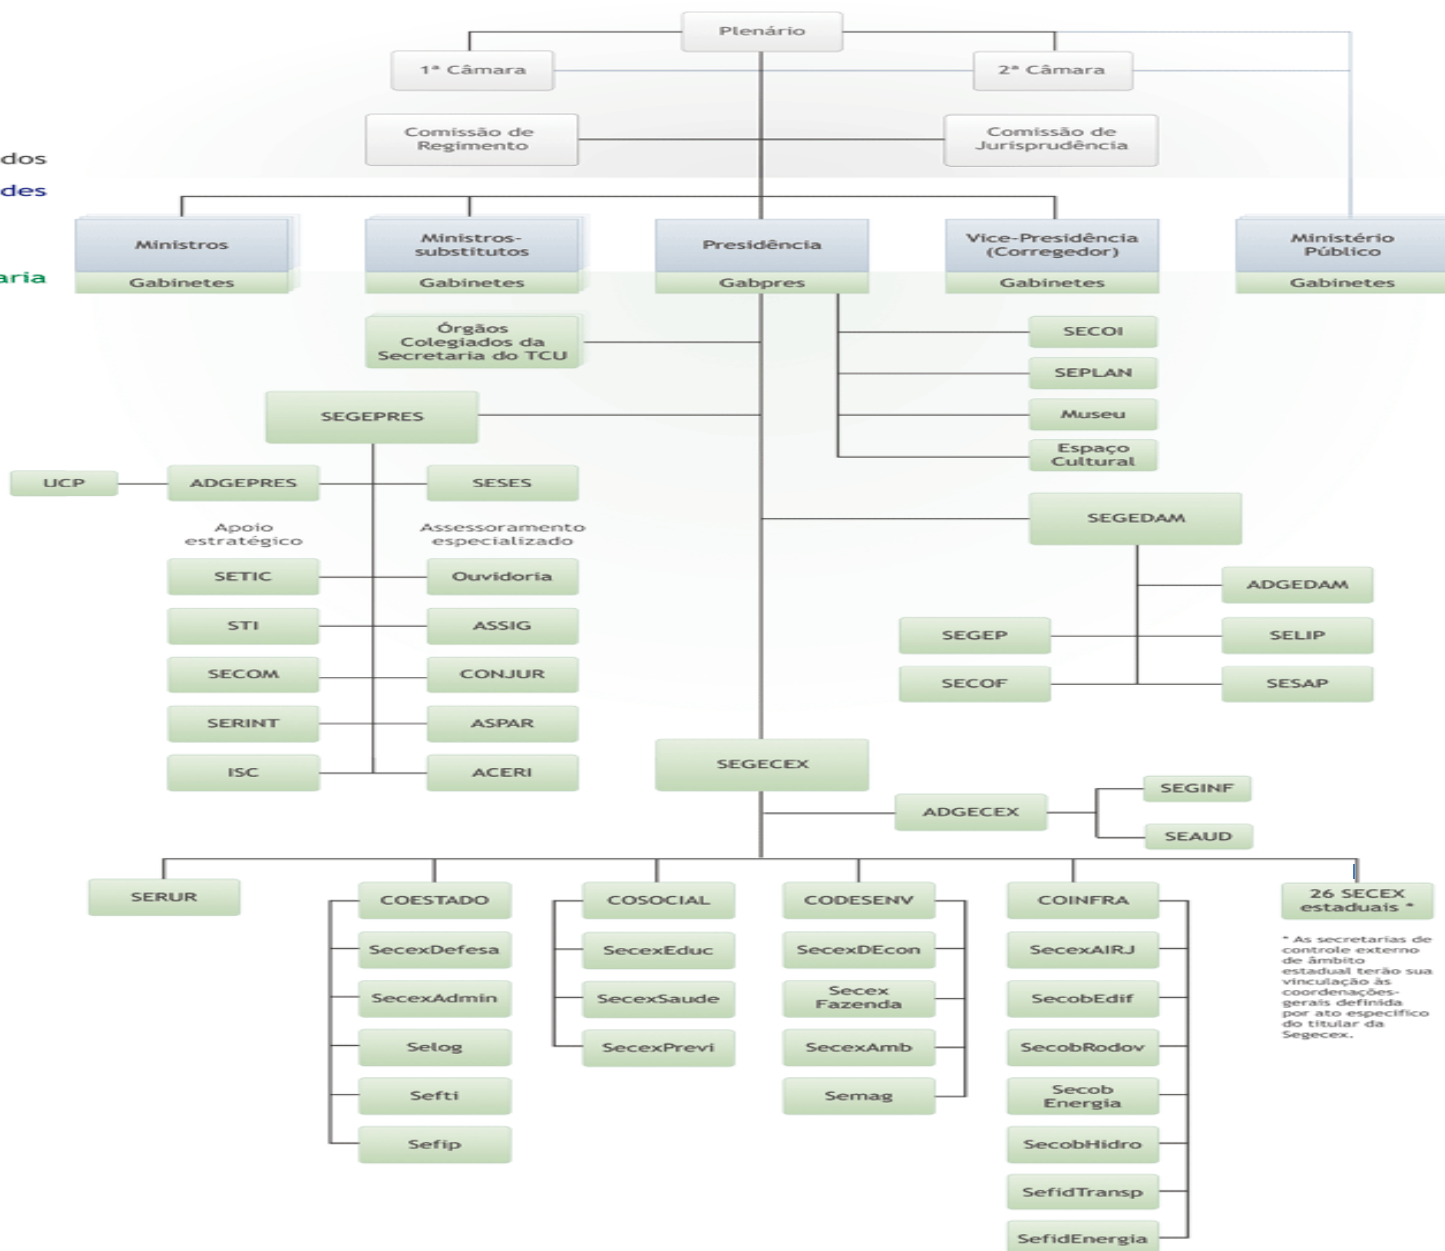 Plenário
1ª Câmara
2ª Câmara
Comissão de
Regimento
Comissão de
Jurisprudência
dos
des
aria
Ministros
Gabinetes
Ministros-
substitutos
Gabinetes
Presidência
Gabpres
Vice-Presidência
(Corregedor)
Gabinetes
Ministério
Público
Gabinetes
Órgãos
Colegiados da
Secretaria do TCU
SECOI
SEPLAN
Museu
Espaço
Cultural
SEGEPRES
UCP
ADGEPRES
SESES
Apoio
estratégico
Assessoramento
especializado
SETIC
Ouvidoria
STI
ASSIG
SECOM
CONJUR
SERINT
ASPAR
ISC
ACERI
SEGEDAM
ADGEDAM
SEGEP
SELIP
SECOF
SESAP
SEGECEX
ADGECEX
SEGINF
SEAUD
SERUR
COESTADO
SecexDefesa
SecexAdmin
Selog
Sefti
Sefip
COSOCIAL
SecexEduc
SecexSaude
SecexPrevi
CODESENV
SecexDEcon
Secex
Fazenda
SecexAmb
Semag
COINFRA
SecexAIRJ
SecobEdif
SecobRodov
Secob
Energia
SecobHidro
SefidTransp
SefidEnergia
26 SECEX
estaduais *
* As secretarias de
controle externo
de âmbito
estadual terão sua
vinculação às
coordenações-
gerais definida
por ato específico
do titular da
Segecex.